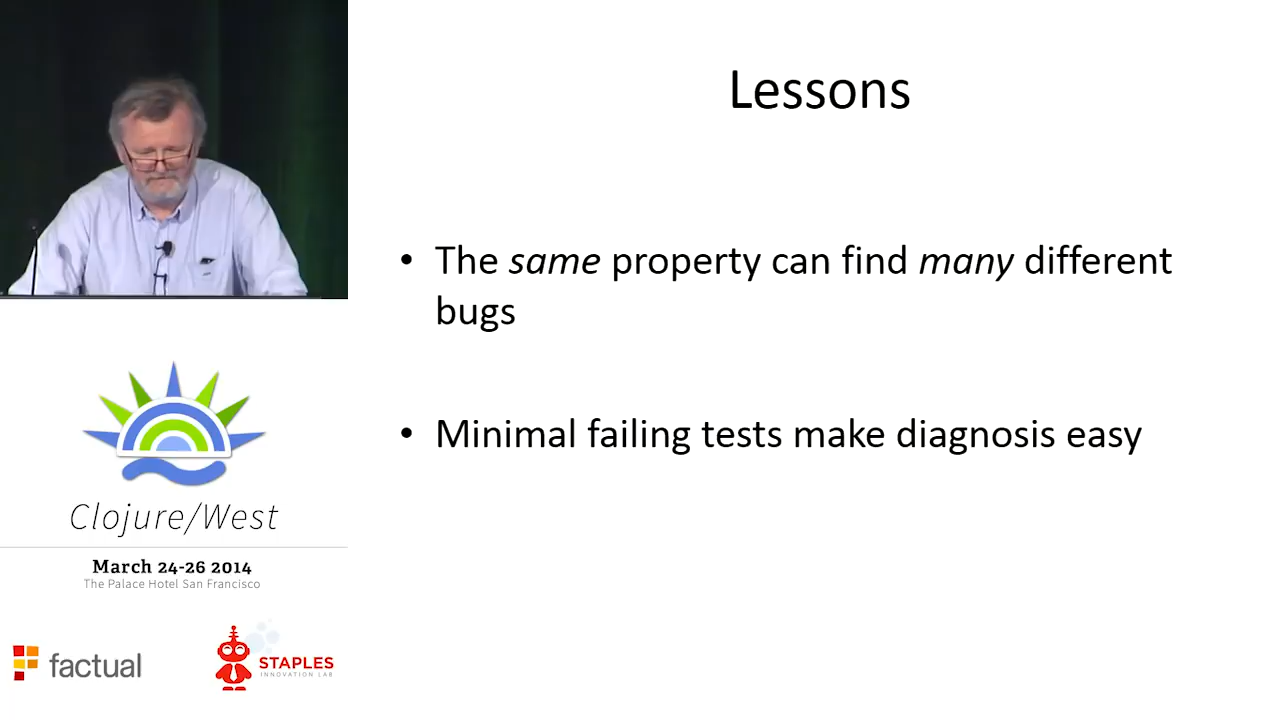 Lessons
• The same property can find many different
bugs
• Minimal failing tests make diagnosis easy
Clojure/West
March 24-26 2014
The Palace Hotel San Francisco
factual
STAPLES
INNOVATION LAB